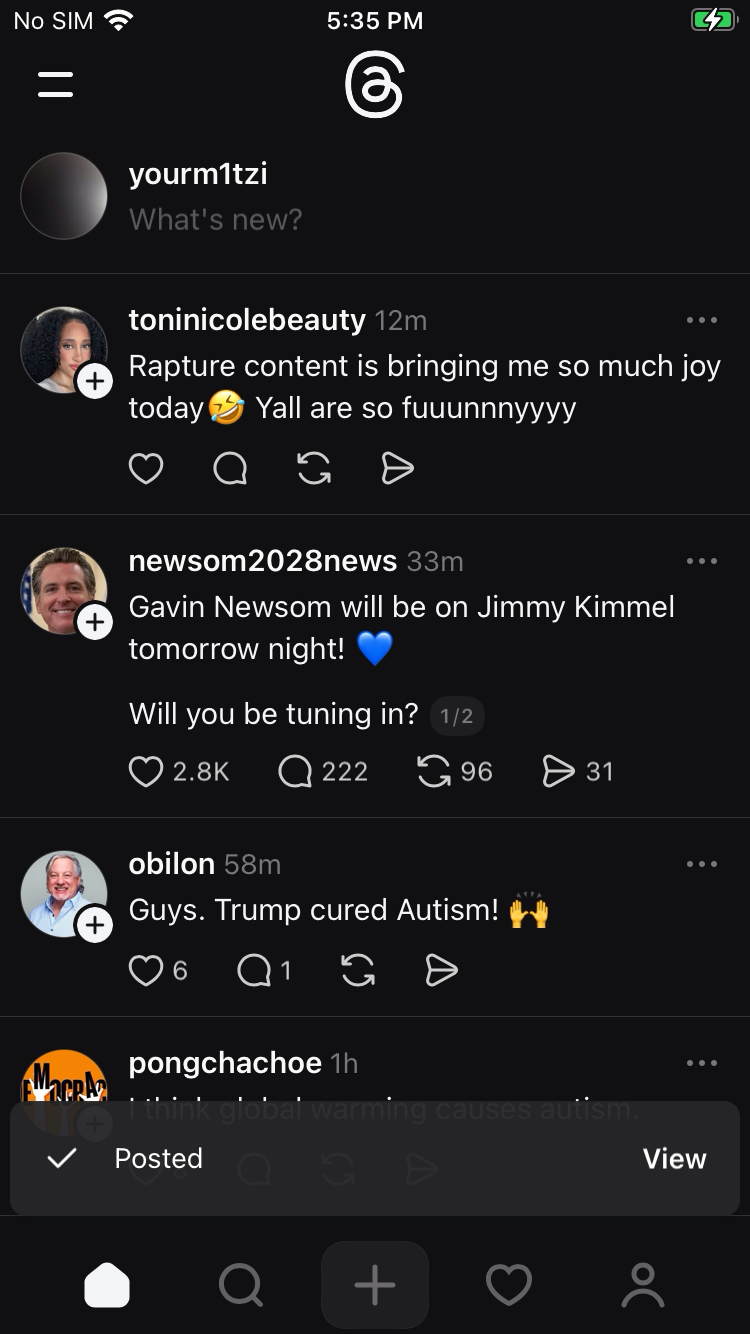 No SIM 5:35 PM
yourm1tzi
What's new?
toninicolebeauty 12m
Rapture content is bringing me so much joy
today🤣 Yall are so fuuunnnyyyy
newsom2028news 33m
Gavin Newsom will be on Jimmy Kimmel
tomorrow night! 💙
Will you be tuning in? 1/2
2.8K 222 96 31
obilon 58m
Guys. Trump cured Autism! 🙌
6 1
pongchachoe 1h
I think global warming causes autism.
Posted View